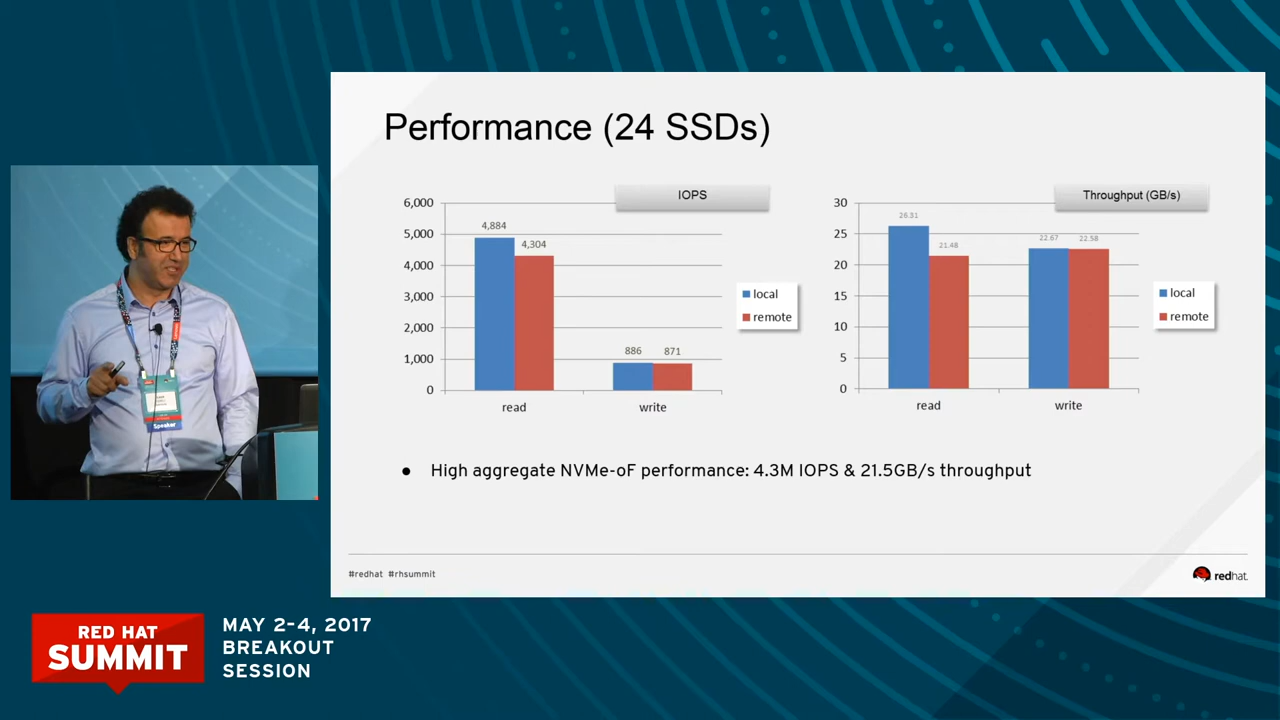 Performance (24 SSDs)
IOPS
6,000
5,000
4,000
3,000
2,000
1,000
0
4,884
4,304
886
871
read
write
local
remote
Throughput (GB/s)
30
25
20
15
10
5
0
26.31
21.48
22.67
22.58
read
write
local
remote
● High aggregate NVMe-oF performance: 4.3M IOPS & 21.5GB/s throughput
#redhat #rhsummit
redhat.
Speaker
RED HAT
SUMMIT
MAY 2-4, 2017
BREAKOUT
SESSION